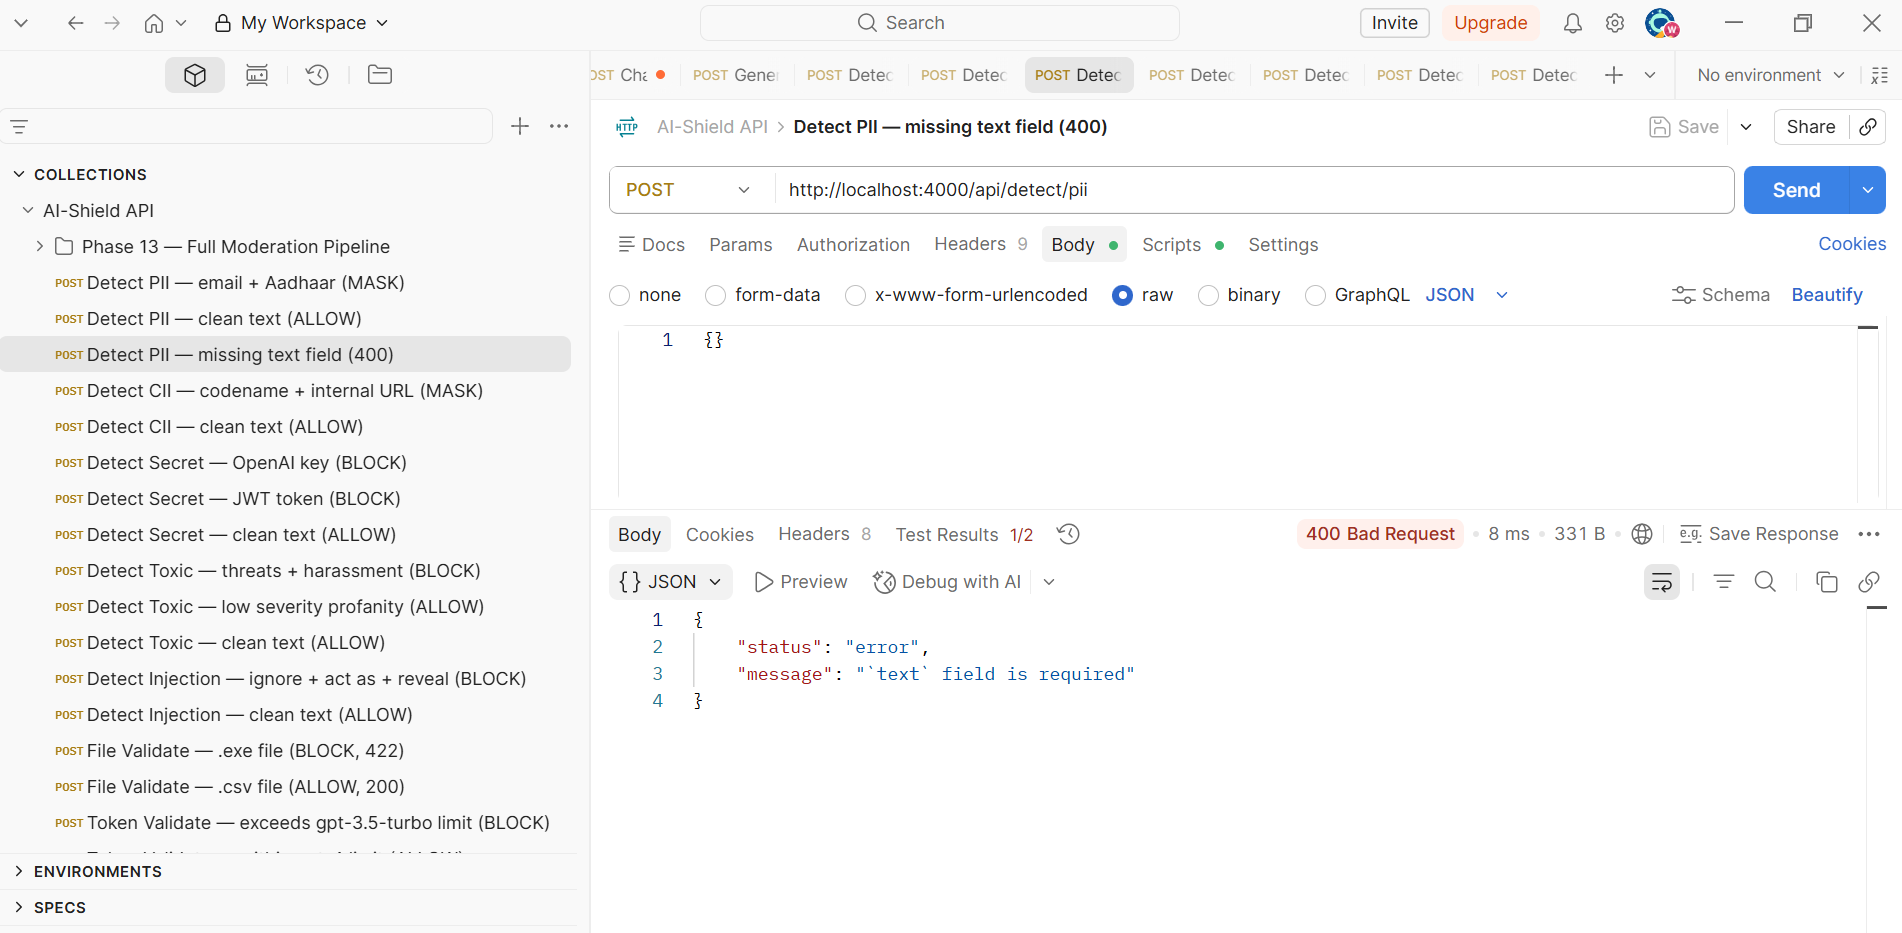 My Workspace
Search
Invite
Upgrade
W
POST Gener
POST Detec
POST Detec
POST Detec
POST Detec
POST Detec
POST Detec
POST Detec
No environment
AI-Shield API > Detect PII — missing text field (400)
Save
Share
COLLECTIONS
AI-Shield API
Phase 13 — Full Moderation Pipeline
POST Detect PII — email + Aadhaar (MASK)
POST Detect PII — clean text (ALLOW)
POST Detect PII — missing text field (400)
POST Detect CII — codename + internal URL (MASK)
POST Detect CII — clean text (ALLOW)
POST Detect Secret — OpenAI key (BLOCK)
POST Detect Secret — JWT token (BLOCK)
POST Detect Secret — clean text (ALLOW)
POST Detect Toxic — threats + harassment (BLOCK)
POST Detect Toxic — low severity profanity (ALLOW)
POST Detect Toxic — clean text (ALLOW)
POST Detect Injection — ignore + act as + reveal (BLOCK)
POST Detect Injection — clean text (ALLOW)
POST File Validate — .exe file (BLOCK, 422)
POST File Validate — .csv file (ALLOW, 200)
POST Token Validate — exceeds gpt-3.5-turbo limit (BLOCK)
ENVIRONMENTS
SPECS
HTTP
POST
http://localhost:4000/api/detect/pii
Send
Docs
Params
Authorization
Headers 9
Body
Scripts
Settings
Cookies
none
form-data
x-www-form-urlencoded
raw
binary
GraphQL
JSON
Schema
Beautify
1 {}
Body
Cookies
Headers 8
Test Results 1/2
400 Bad Request
8 ms
331 B
e.g. Save Response
{} JSON
Preview
Debug with AI
1 {
2 "status": "error",
3 "message": "`text` field is required"
4 }